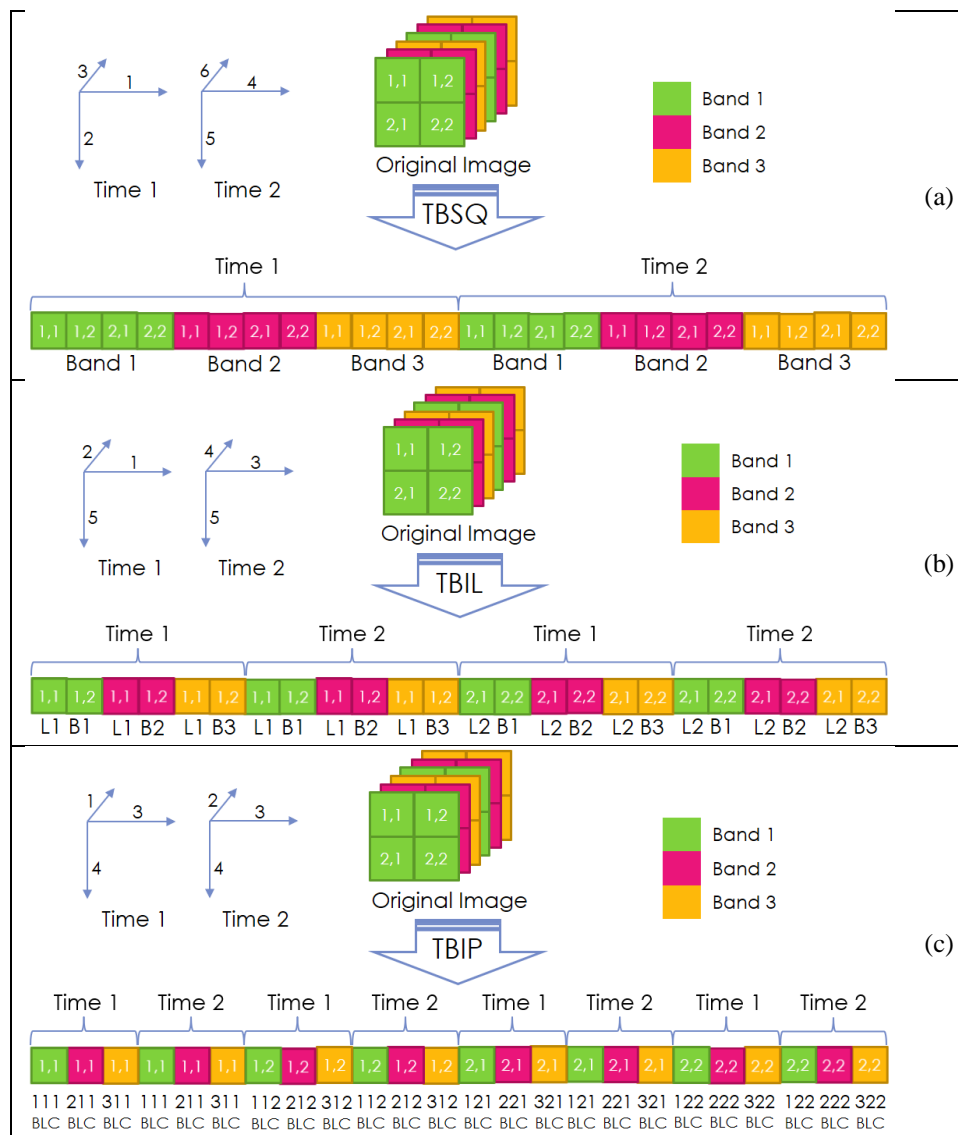 3 1 2 Time 1
6 4 5 Time 2
1,1 1,2
2,1 2,2
Original Image
Band 1
Band 2
Band 3
(a)
TBSQ
Time 1 Time 2
1,1 1,2 2,1 2,2 1,1 1,2 2,1 2,2 1,1 1,2 2,1 2,2 1,1 1,2 2,1 2,2 1,1 1,2 2,1 2,2 1,1 1,2 2,1 2,2
Band 1 Band 2 Band 3 Band 1 Band 2 Band 3
2 1 5 Time 1
4 3 5 Time 2
1,1 1,2
2,1 2,2
Original Image
Band 1
Band 2
Band 3
(b)
TBIL
Time 1 Time 2 Time 1 Time 2
1,1 1,2 1,1 1,2 1,1 1,2 1,1 1,2 1,1 1,2 1,1 1,2 2,1 2,2 2,1 2,2 2,1 2,2 2,1 2,2 2,1 2,2 2,1 2,2
L1 B1 L1 B2 L1 B3 L1 B1 L1 B2 L1 B3 L2 B1 L2 B2 L2 B3 L2 B1 L2 B2 L2 B3
1 3 4 Time 1
2 3 4 Time 2
1,1 1,2
2,1 2,2
Original Image
Band 1
Band 2
Band 3
(c)
TBIP
Time 1 Time 2 Time 1 Time 2 Time 1 Time 2 Time 1 Time 2
1,1 1,1 1,1 1,1 1,1 1,1 1,2 1,2 1,2 1,2 1,2 1,2 2,1 2,1 2,1 2,1 2,1 2,1 2,2 2,2 2,2 2,2 2,2 2,2
111 211 311 111 211 311 112 212 312 112 212 312 121 221 321 121 221 321 122 222 322 122 222 322
BLC BLC BLC BLC BLC BLC BLC BLC BLC BLC BLC BLC BLC BLC BLC BLC BLC BLC BLC BLC BLC BLC BLC BLC